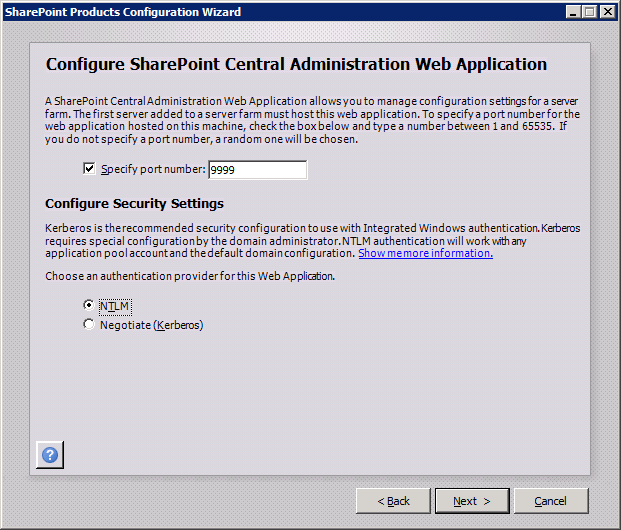 SharePoint Products Configuration Wizard
Configure SharePoint Central Administration Web Application
A SharePoint Central Administration Web Application allows you to manage configuration settings for a server
farm. The first server added to a server farm must host this web application. To specify a port number for the
web application hosted on this machine, check the box below and type a number between 1 and 65535. If
you do not specify a port number, a random one will be chosen.
Specify port number: 9999
Configure Security Settings
Kerberos is the recommended security configuration to use with Integrated Windows authentication. Kerberos
requires special configuration by the domain administrator. NTLM authentication will work with any
application pool account and the default domain configuration. Show me more information.
Choose an authentication provider for this Web Application.
NTLM
Negotiate (Kerberos)
?
< Back Next > Cancel